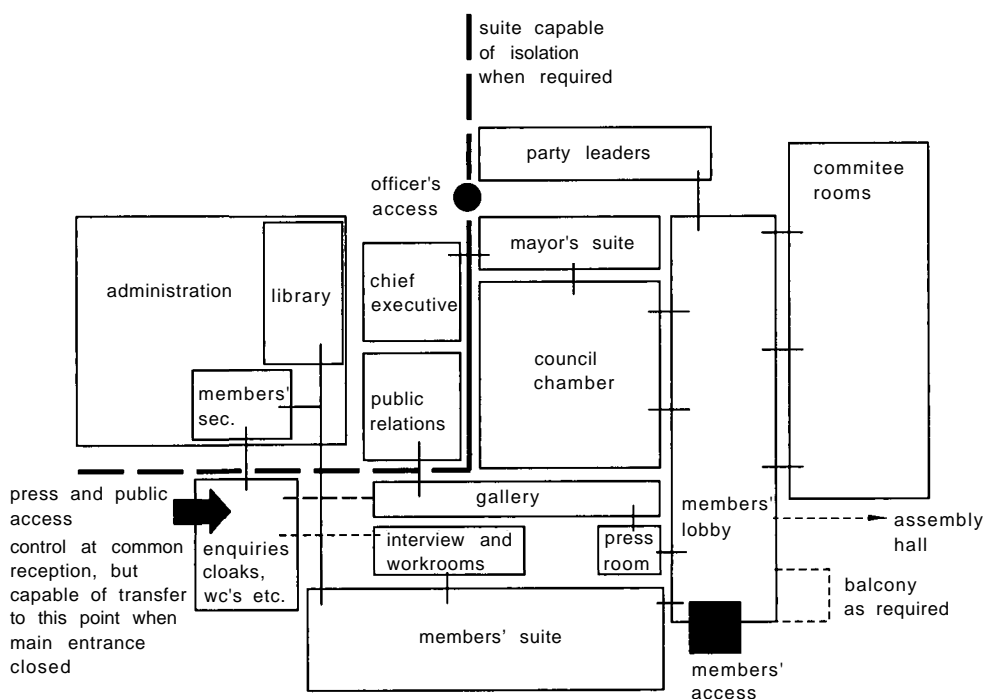 suite capable
of isolation
when required
party leaders
commitee
rooms
officer's
access
mayor's suite
administration
library
chief
executive
council
chamber
members'
sec.
public
relations
press and public
access
control at common
reception, but
capable of transfer
to this point when
main entrance
closed
enquiries
cloaks,
wc's etc.
gallery
interview and
workrooms
press
room
members'
lobby
assembly
hall
balcony
as required
members' suite
members'
access